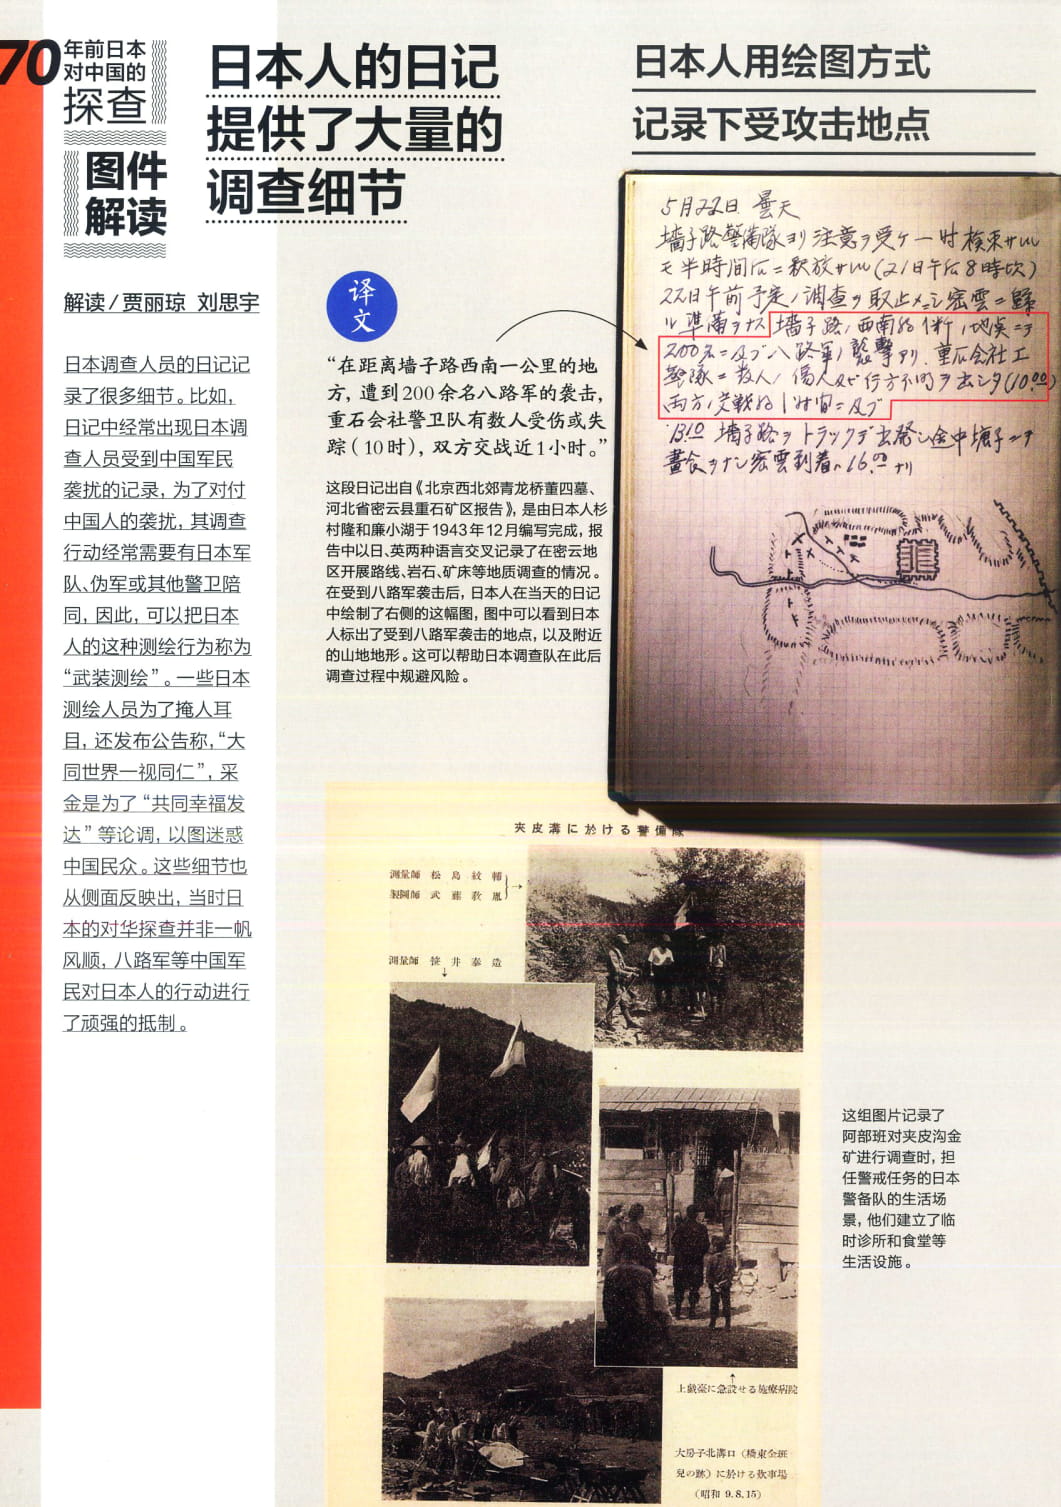 70
年前日本
对中国的
探查
图件
解读
日本人的日记
提供了大量的
调查细节
日本人用绘图方式
记录下受攻击地点
解读/贾丽琼 刘思宇
日本调查人员的日记记
录了很多细节。比如,
日记中经常出现日本调
查人员受到中国军民
袭扰的记录, 为了对付
中国人的袭扰, 其调查
行动经常需要有日本军
队、伪军或其他警卫陪
同, 因此, 可以把日本
人的这种测绘行为称为
“武装测绘”。一些日本
测绘人员为了掩人耳
目, 还发布公告称, “大
同世界一视同仁”, 采
金是为了“共同幸福发
达”等论调, 以图迷惑
中国民众。这些细节也
从侧面反映出, 当时日
本的对华探查并非一帆
风顺, 八路军等中国军
民对日本人的行动进行
了顽强的抵制。
译
文
“在距离墙子路西南一公里的地
方, 遭到200余名八路军的袭击,
重石会社警卫队有数人受伤或失
踪(10时), 双方交战近1小时。”
这段日记出自《北京西北郊青龙桥董四墓、
河北省密云县重石矿区报告》, 是由日本人杉
村隆和廉小湖于1943年12月编写完成, 报
告中以日、英两种语言交叉记录了在密云地
区开展路线、岩石、矿床等地质调查的情况。
在受到八路军袭击后, 日本人在当天的日记
中绘制了右侧的这幅图, 图中可以看到日本
人标出了受到八路军袭击的地点, 以及附近
的山地地形。这可以帮助日本调查队在此后
调查过程中规避风险。
5月22日 曇天
墻子路警備隊ヨリ注意ヲ受ケ一时検束サル
モ半時間后ニ釈放サル(21日午后8時次)
22日午前予定ノ調査ヲ取止メシ密雲ニ歸
ル準備ヲナス 墻子路ノ西南約1粁ノ地点ニテ
200名ニ及ブ八路軍ノ襲撃アリ. 重石会社工
警隊ニ数人ノ傷人及ビ行方不明ヲ出シタ(10.00)
両方ノ交戦約1时間ニ及ブ
13.10 墻子路ヲトラックデ出発シ途中
晝食ヲナシ密雲到着ハ16.00ナリ
夹皮溝に於ける警備隊
測量師 松島紋輔
製圖師 武藤敎胤
測量師 笹井泰造
上戯臺に急設せる施療病院
大房子北溝口(橋東金班
兒の跡)に於ける炊事場
(昭和 9.8.15)
这组图片记录了
阿部班对夹皮沟金
矿进行调查时, 担
任警戒任务的日本
警备队的生活场
景, 他们建立了临
时诊所和食堂等
生活设施。